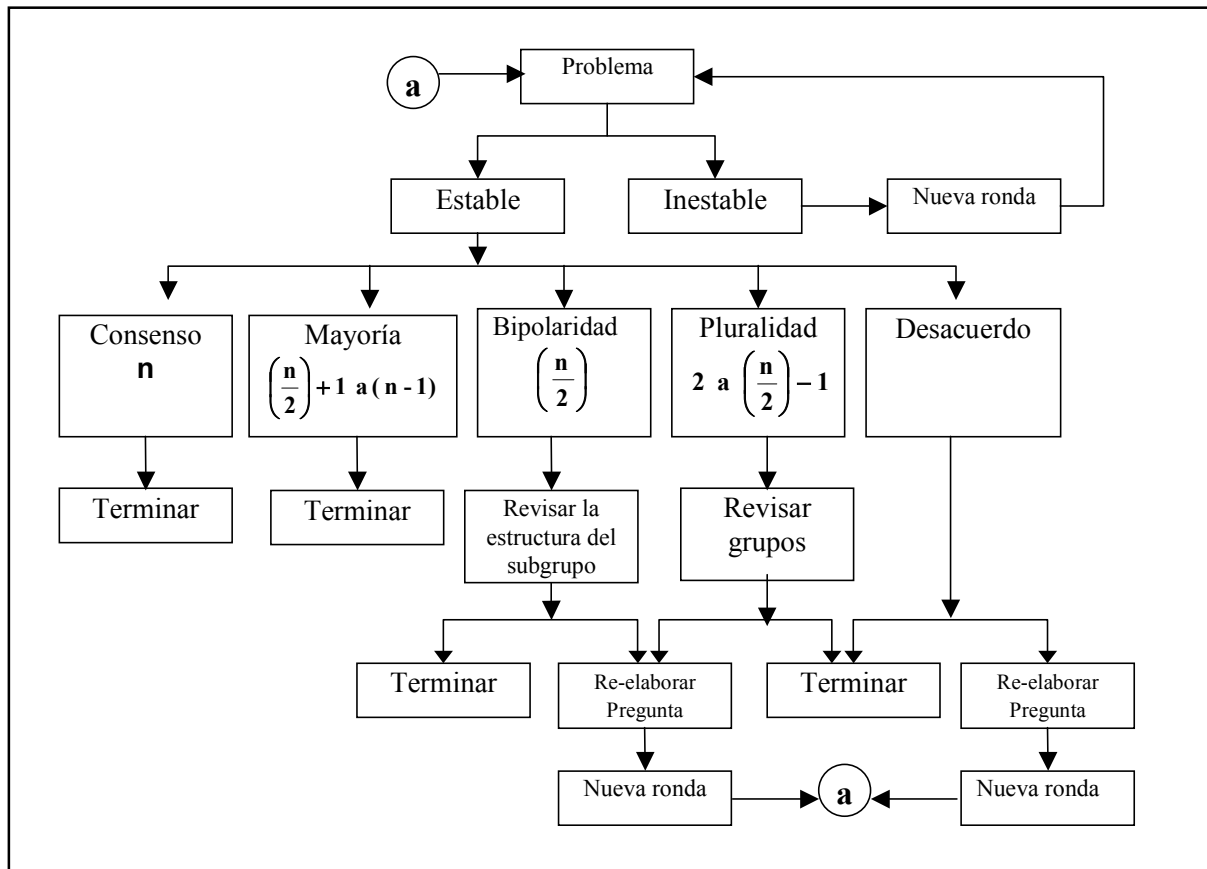 a
Problema
Estable
Inestable
Nueva ronda
Consenso
n
Mayoría
(n/2) + 1 a ( n - 1)
Bipolaridad
(n/2)
Pluralidad
2 a (n/2) − 1
Desacuerdo
Terminar
Terminar
Revisar la
estructura del
subgrupo
Revisar
grupos
Terminar
Re-elaborar
Pregunta
Terminar
Re-elaborar
Pregunta
Nueva ronda
a
Nueva ronda